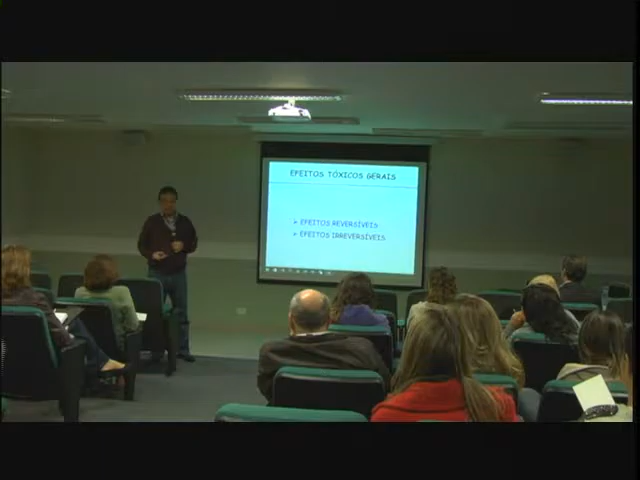 EFEITOS TÓXICOS GERAIS
➢ EFEITOS REVERSÍVEIS
➢ EFEITOS IRREVERSÍVEIS